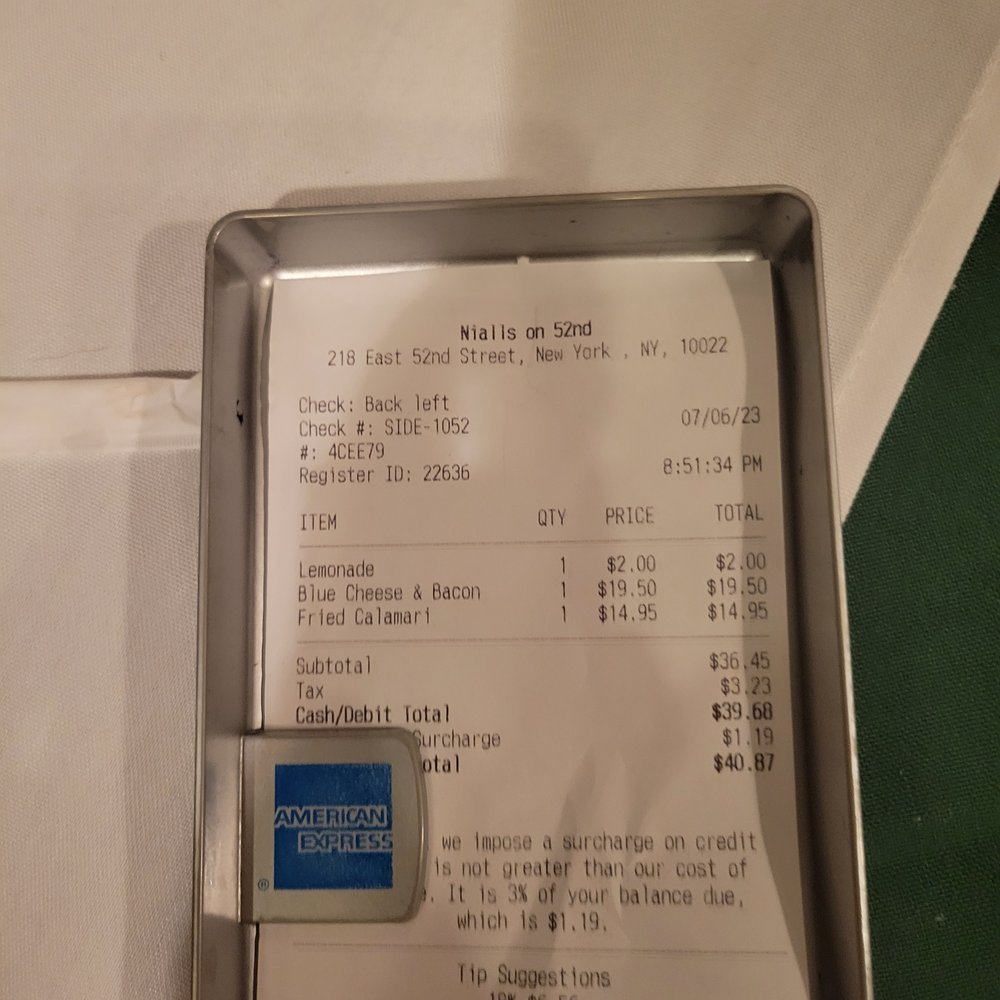 Nialls on 52nd
218 East 52nd Street, New York , NY, 10022
Check: Back left
Check #: SIDE-1052
07/06/23
#: 4CEE79
Register ID: 22636
8:51:34 PM
ITEM QTY PRICE TOTAL
Lemonade 1 $2.00 $2.00
Blue Cheese & Bacon 1 $19.50 $19.50
Fried Calamari 1 $14.95 $14.95
Subtotal $36.45
Tax $3.23
Cash/Debit Total $39.68
Surcharge $1.19
otal $40.87
AMERICAN
EXPRESS
®
we impose a surcharge on credit
is not greater than our cost of
. It is 3% of your balance due,
which is $1.19.
Tip Suggestions